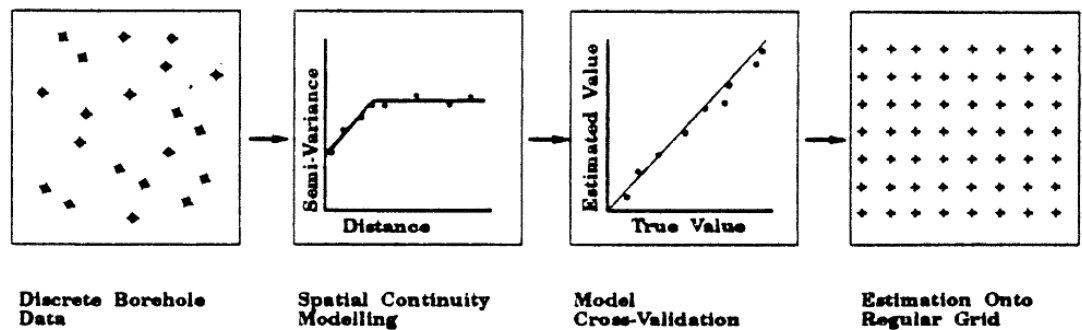 Semi-Variance
Distance
Estimated Value
True Value
Discrete Borehole
Data
Spatial Continuity
Modelling
Model
Cross-Validation
Estimation Onto
Regular Grid